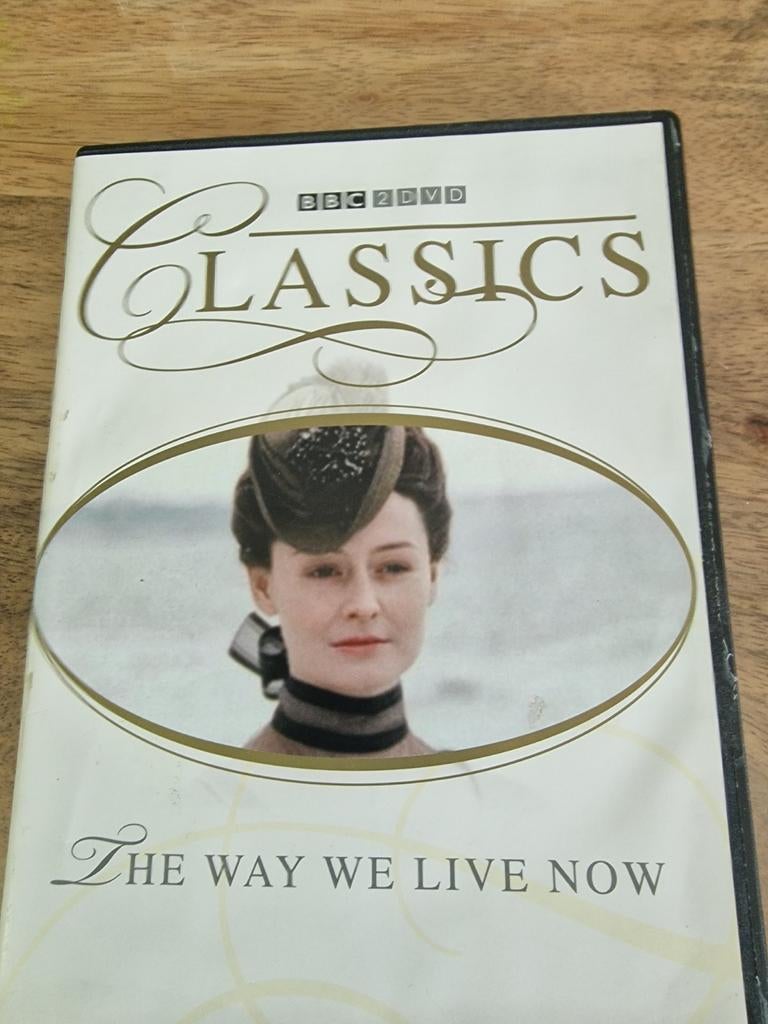 BBC 2DVD
CLASSICS
THE WAY WE LIVE NOW